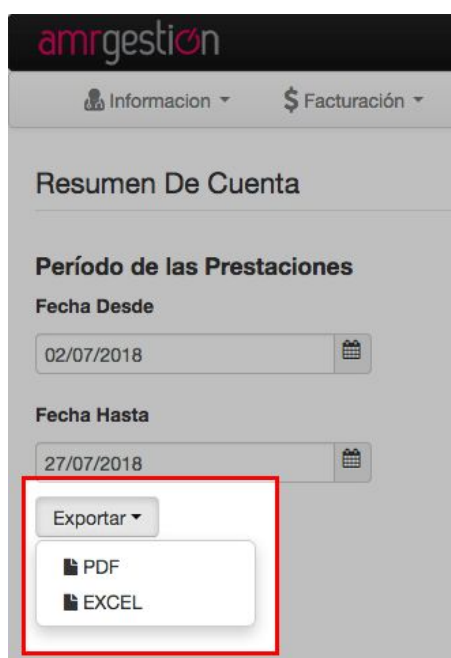 amrgestión
Informacion
$ Facturación
Resumen De Cuenta
Período de las Prestaciones
Fecha Desde
02/07/2018
Fecha Hasta
27/07/2018
Exportar
PDF
EXCEL